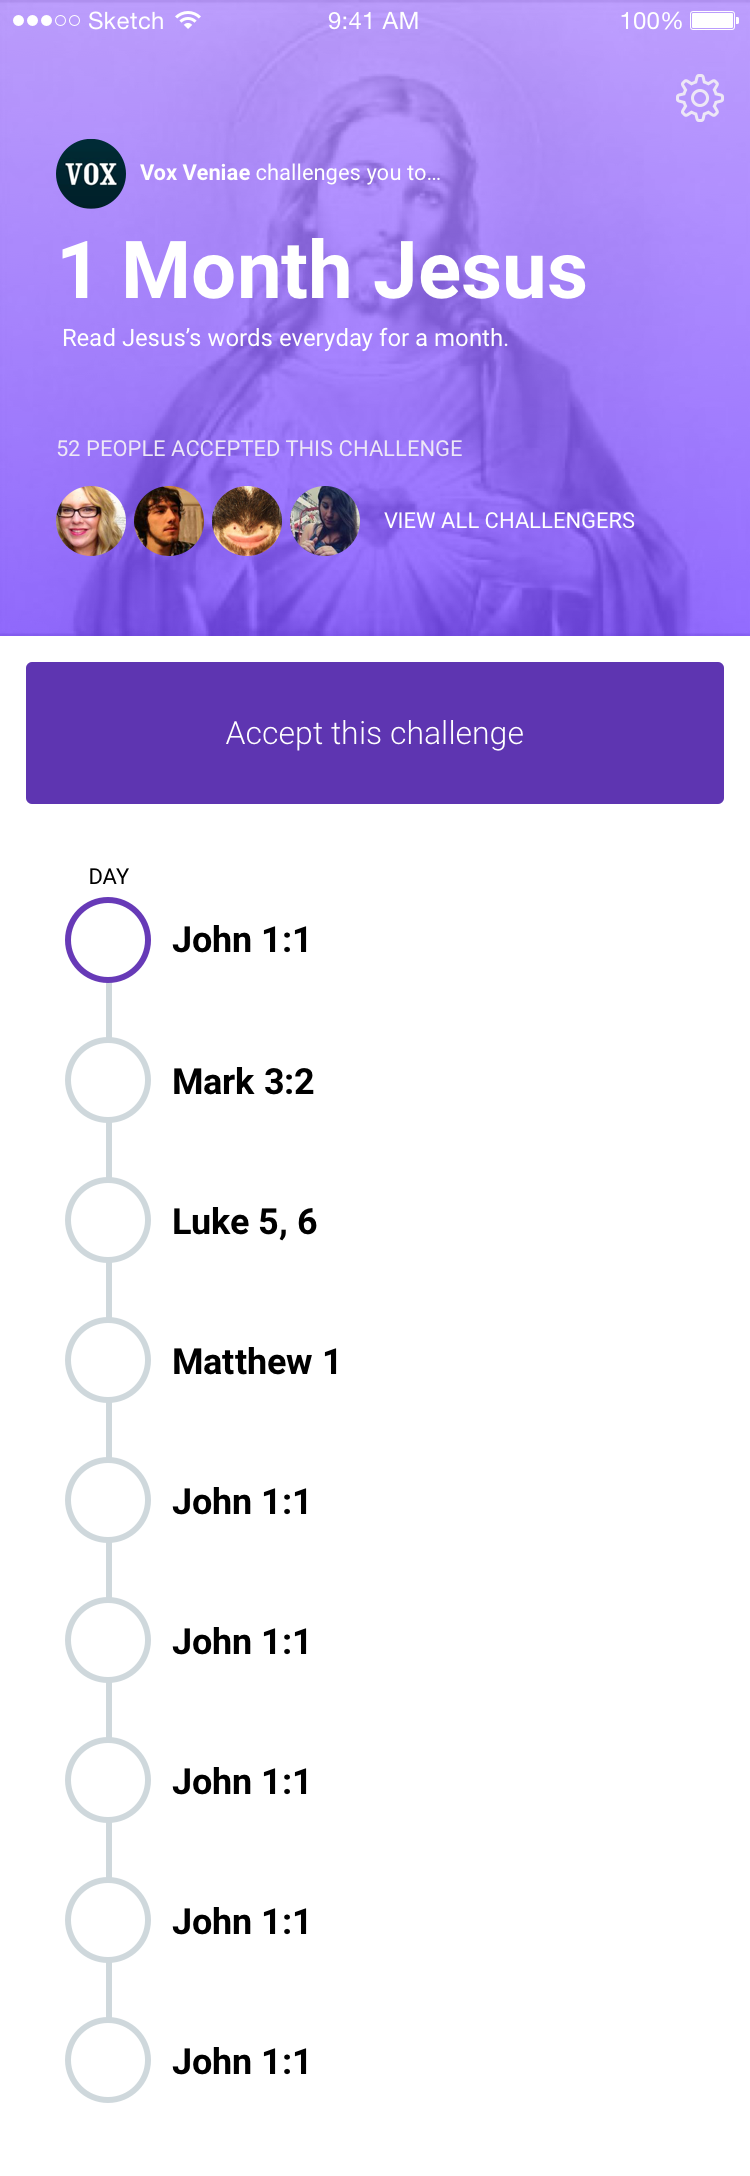 Sketch 9:41 AM 100%
VOX
Vox Veniae challenges you to...
1 Month Jesus
Read Jesus’s words everyday for a month.
52 PEOPLE ACCEPTED THIS CHALLENGE
VIEW ALL CHALLENGERS
Accept this challenge
DAY
John 1:1
Mark 3:2
Luke 5, 6
Matthew 1
John 1:1
John 1:1
John 1:1
John 1:1
John 1:1